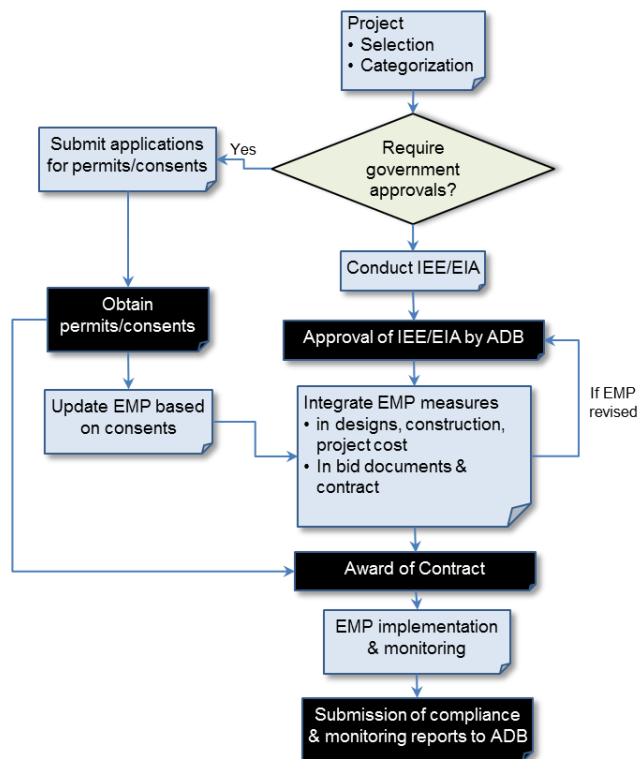 Project
• Selection
• Categorization
Submit applications
for permits/consents
Yes
Require
government
approvals?
Conduct IEE/EIA
Obtain
permits/consents
Approval of IEE/EIA by ADB
Update EMP based
on consents
Integrate EMP measures
• in designs, construction,
project cost
• In bid documents &
contract
If EMP
revised
Award of Contract
EMP implementation
& monitoring
Submission of compliance
& monitoring reports to ADB